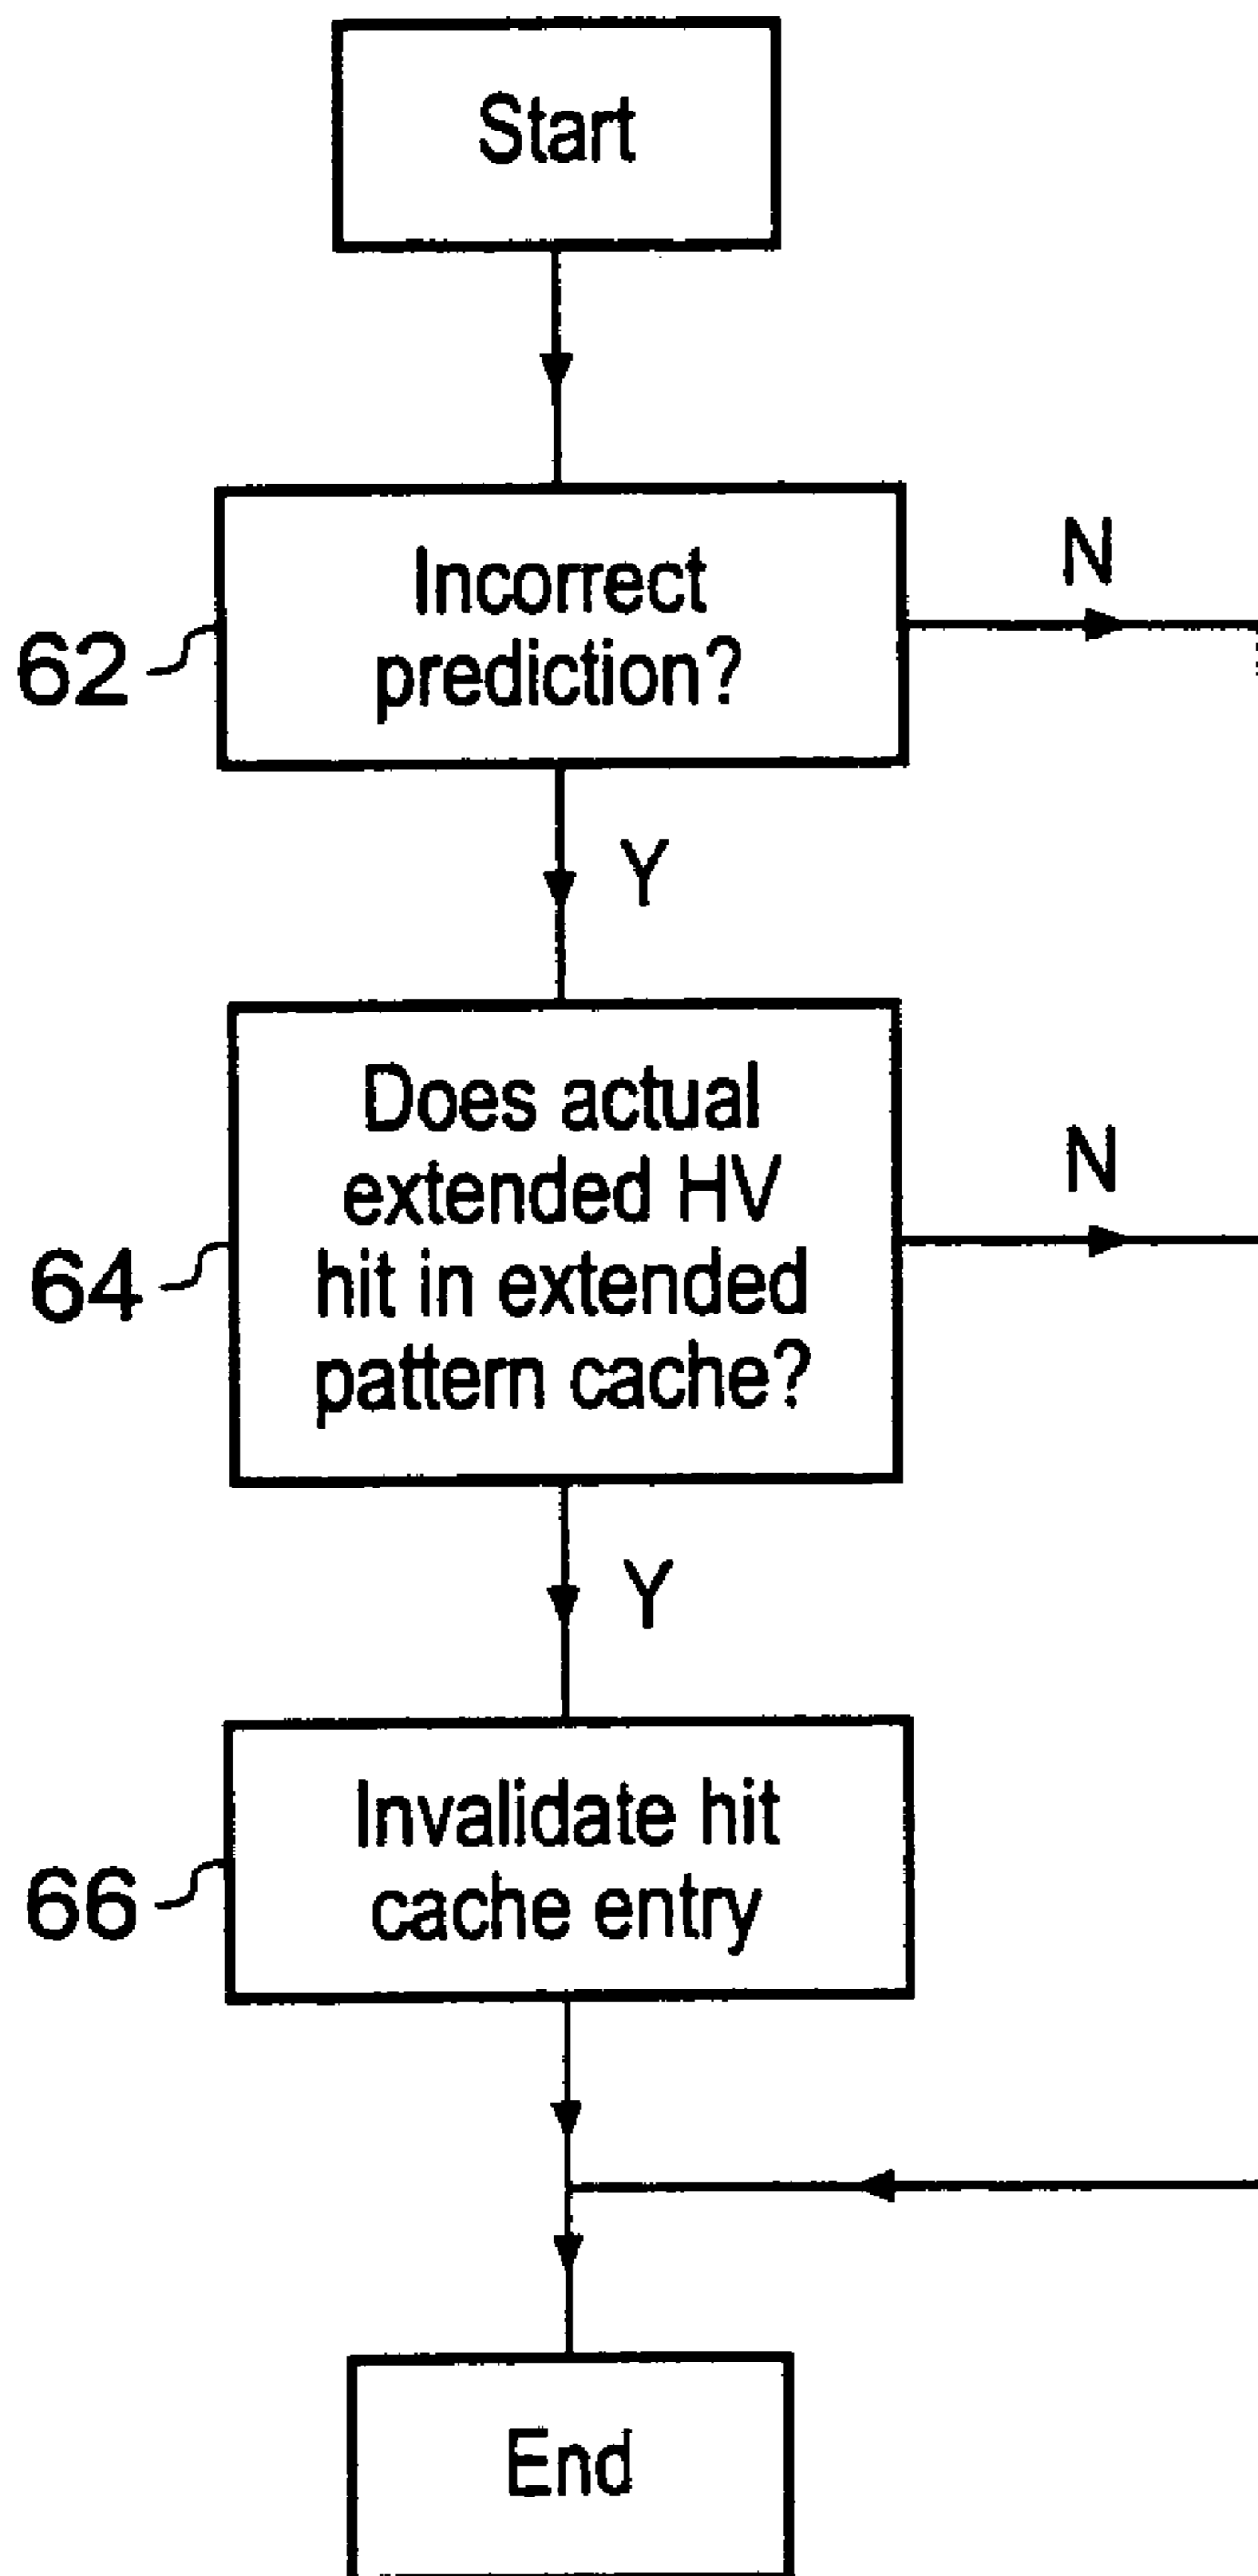 Start
Incorrect
prediction?
N
62
Y
Does actual
extended HV
hit in extended
pattern cache?
N
64
Y
Invalidate hit
cache entry
66
End